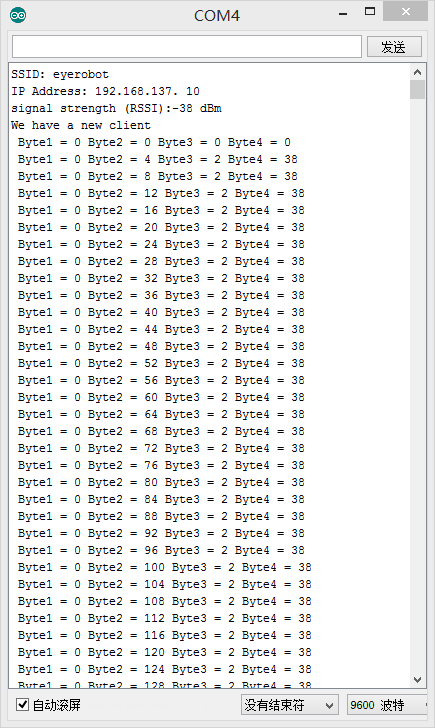 COM4
发送
SSID: eyerobot
IP Address: 192.168.137. 10
signal strength (RSSI):-38 dBm
We have a new client
Byte1 = 0 Byte2 = 0 Byte3 = 0 Byte4 = 0
Byte1 = 0 Byte2 = 4 Byte3 = 2 Byte4 = 38
Byte1 = 0 Byte2 = 8 Byte3 = 2 Byte4 = 38
Byte1 = 0 Byte2 = 12 Byte3 = 2 Byte4 = 38
Byte1 = 0 Byte2 = 16 Byte3 = 2 Byte4 = 38
Byte1 = 0 Byte2 = 20 Byte3 = 2 Byte4 = 38
Byte1 = 0 Byte2 = 24 Byte3 = 2 Byte4 = 38
Byte1 = 0 Byte2 = 28 Byte3 = 2 Byte4 = 38
Byte1 = 0 Byte2 = 32 Byte3 = 2 Byte4 = 38
Byte1 = 0 Byte2 = 36 Byte3 = 2 Byte4 = 38
Byte1 = 0 Byte2 = 40 Byte3 = 2 Byte4 = 38
Byte1 = 0 Byte2 = 44 Byte3 = 2 Byte4 = 38
Byte1 = 0 Byte2 = 48 Byte3 = 2 Byte4 = 38
Byte1 = 0 Byte2 = 52 Byte3 = 2 Byte4 = 38
Byte1 = 0 Byte2 = 56 Byte3 = 2 Byte4 = 38
Byte1 = 0 Byte2 = 60 Byte3 = 2 Byte4 = 38
Byte1 = 0 Byte2 = 64 Byte3 = 2 Byte4 = 38
Byte1 = 0 Byte2 = 68 Byte3 = 2 Byte4 = 38
Byte1 = 0 Byte2 = 72 Byte3 = 2 Byte4 = 38
Byte1 = 0 Byte2 = 76 Byte3 = 2 Byte4 = 38
Byte1 = 0 Byte2 = 80 Byte3 = 2 Byte4 = 38
Byte1 = 0 Byte2 = 84 Byte3 = 2 Byte4 = 38
Byte1 = 0 Byte2 = 88 Byte3 = 2 Byte4 = 38
Byte1 = 0 Byte2 = 92 Byte3 = 2 Byte4 = 38
Byte1 = 0 Byte2 = 96 Byte3 = 2 Byte4 = 38
Byte1 = 0 Byte2 = 100 Byte3 = 2 Byte4 = 38
Byte1 = 0 Byte2 = 104 Byte3 = 2 Byte4 = 38
Byte1 = 0 Byte2 = 108 Byte3 = 2 Byte4 = 38
Byte1 = 0 Byte2 = 112 Byte3 = 2 Byte4 = 38
Byte1 = 0 Byte2 = 116 Byte3 = 2 Byte4 = 38
Byte1 = 0 Byte2 = 120 Byte3 = 2 Byte4 = 38
Byte1 = 0 Byte2 = 124 Byte3 = 2 Byte4 = 38
Byte1 = 0 Byte2 = 128 Byte3 = 2 Byte4 = 38
自动滚屏 没有结束符 9600 波特